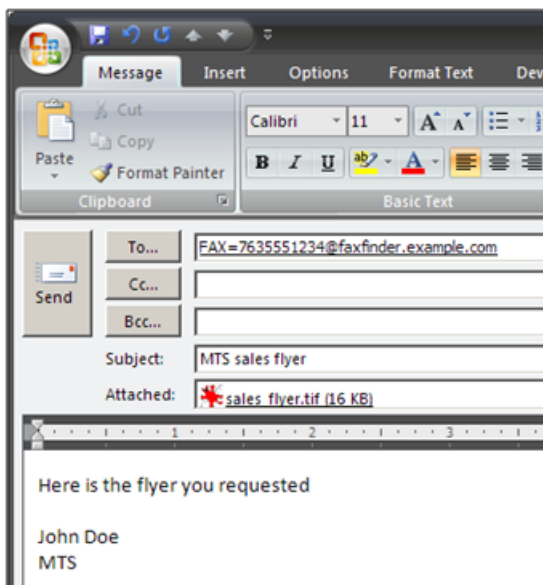 Message Insert Options Format Text Dev
Cut
Copy
Paste
Format Painter
Clipboard
Calibri 11 A A
B I U ab A
Basic Text
Send
To... FAX=7635551234@faxfinder.example.com
Cc...
Bcc...
Subject: MTS sales flyer
Attached: sales_flyer.tif (16 KB)
1 2 3
Here is the flyer you requested
John Doe
MTS